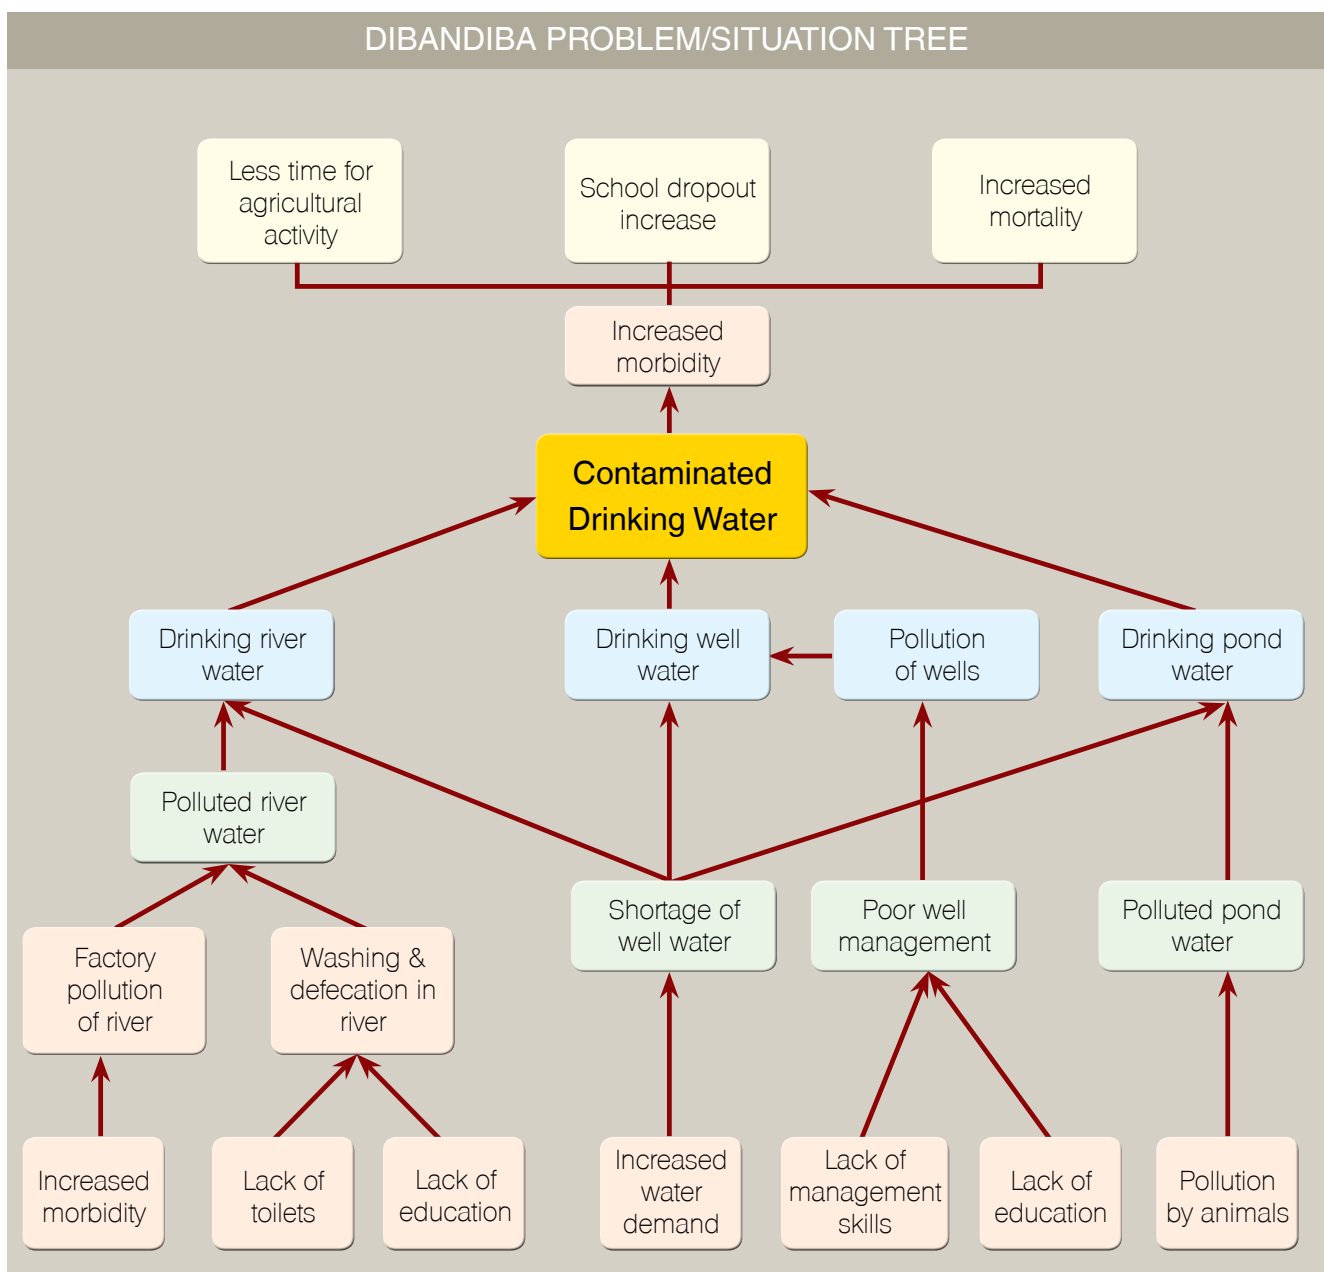 DIBANDIBA PROBLEM/SITUATION TREE
Less time for
agricultural
activity
School dropout
increase
Increased
mortality
Increased
morbidity
Contaminated
Drinking Water
Drinking river
water
Drinking well
water
Pollution
of wells
Drinking pond
water
Polluted river
water
Shortage of
well water
Poor well
management
Polluted pond
water
Factory
pollution
of river
Washing &
defecation in
river
Increased
morbidity
Lack of
toilets
Lack of
education
Increased
water
demand
Lack of
management
skills
Lack of
education
Pollution
by animals